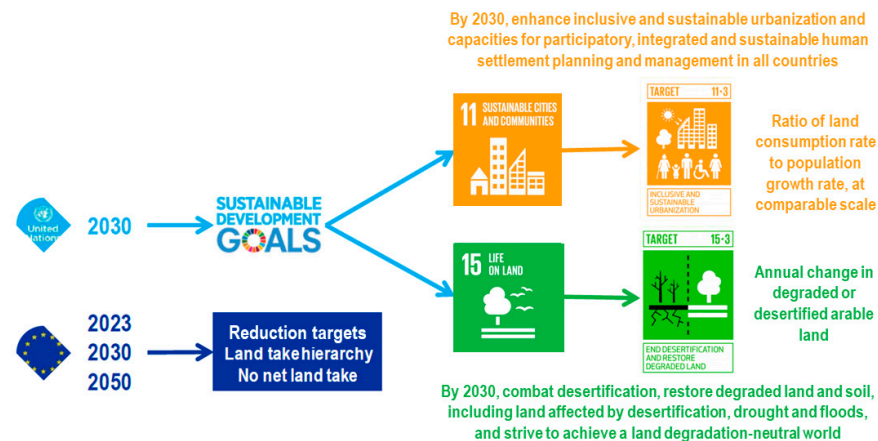 By 2030, enhance inclusive and sustainable urbanization and
capacities for participatory, integrated and sustainable human
settlement planning and management in all countries
11 SUSTAINABLE CITIES
AND COMMUNITIES
TARGET 11·3
INCLUSIVE AND
SUSTAINABLE
URBANIZATION
Ratio of land
consumption rate
to population
growth rate, at
comparable scale
United
Nations
2030
SUSTAINABLE
DEVELOPMENT
GOALS
15 LIFE
ON LAND
TARGET 15·3
END DESERTIFICATION
AND RESTORE
DEGRADED LAND
Annual change in
degraded or
desertified arable
land
2023
2030
2050
Reduction targets
Land take hierarchy
No net land take
By 2030, combat desertification, restore degraded land and soil,
including land affected by desertification, drought and floods,
and strive to achieve a land degradation-neutral world